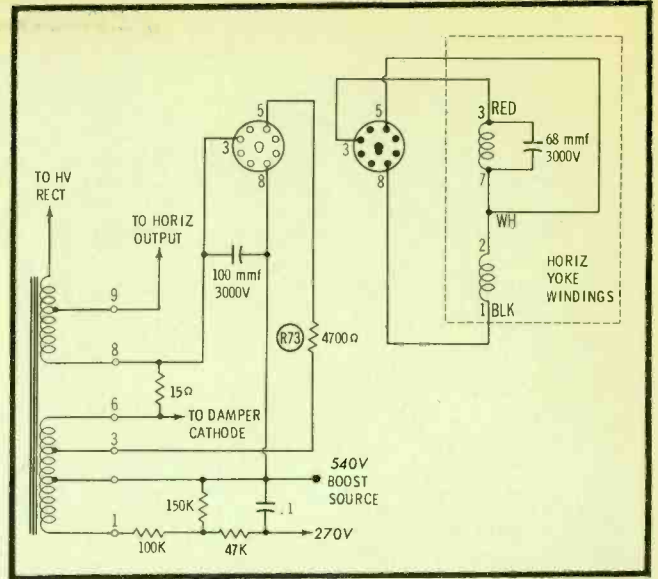 TO HV
RECT
TO HORIZ
OUTPUT
9
8
15Ω
6
TO DAMPER
CATHODE
3
540V
BOOST
SOURCE
150K
.1
1
100K
47K
270V
5
3
8
100 mmf
3000V
R73
4700Ω
5
3
8
3
RED
68 mmf
3000V
7
WH
2
HORIZ
YOKE
WINDINGS
1
BLK